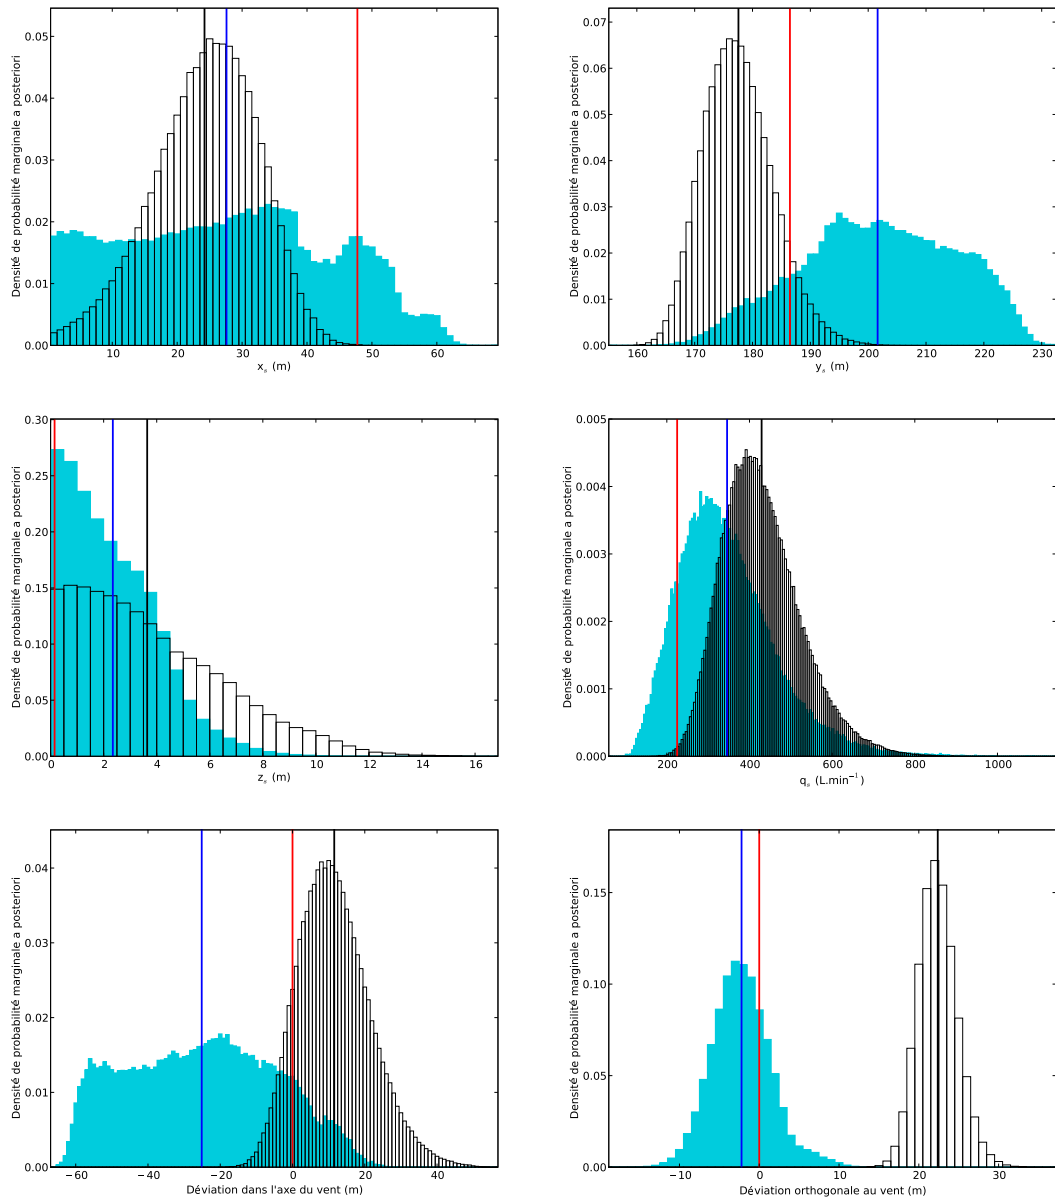 Densité de probabilité marginale a posteriori
0.05
0.04
0.03
0.02
0.01
0.00
10 20 30 40 50 60
xₛ (m)
Densité de probabilité marginale a posteriori
0.07
0.06
0.05
0.04
0.03
0.02
0.01
0.00
160 170 180 190 200 210 220 230
yₛ (m)
Densité de probabilité marginale a posteriori
0.30
0.25
0.20
0.15
0.10
0.05
0.00
0 2 4 6 8 10 12 14 16
zₛ (m)
Densité de probabilité marginale a posteriori
0.005
0.004
0.003
0.002
0.001
0.000
200 400 600 800 1000
qₛ (L.min⁻¹)
Densité de probabilité marginale a posteriori
0.04
0.03
0.02
0.01
0.00
−60 −40 −20 0 20 40
Déviation dans l'axe du vent (m)
Densité de probabilité marginale a posteriori
0.15
0.10
0.05
0.00
−10 0 10 20 30
Déviation orthogonale au vent (m)